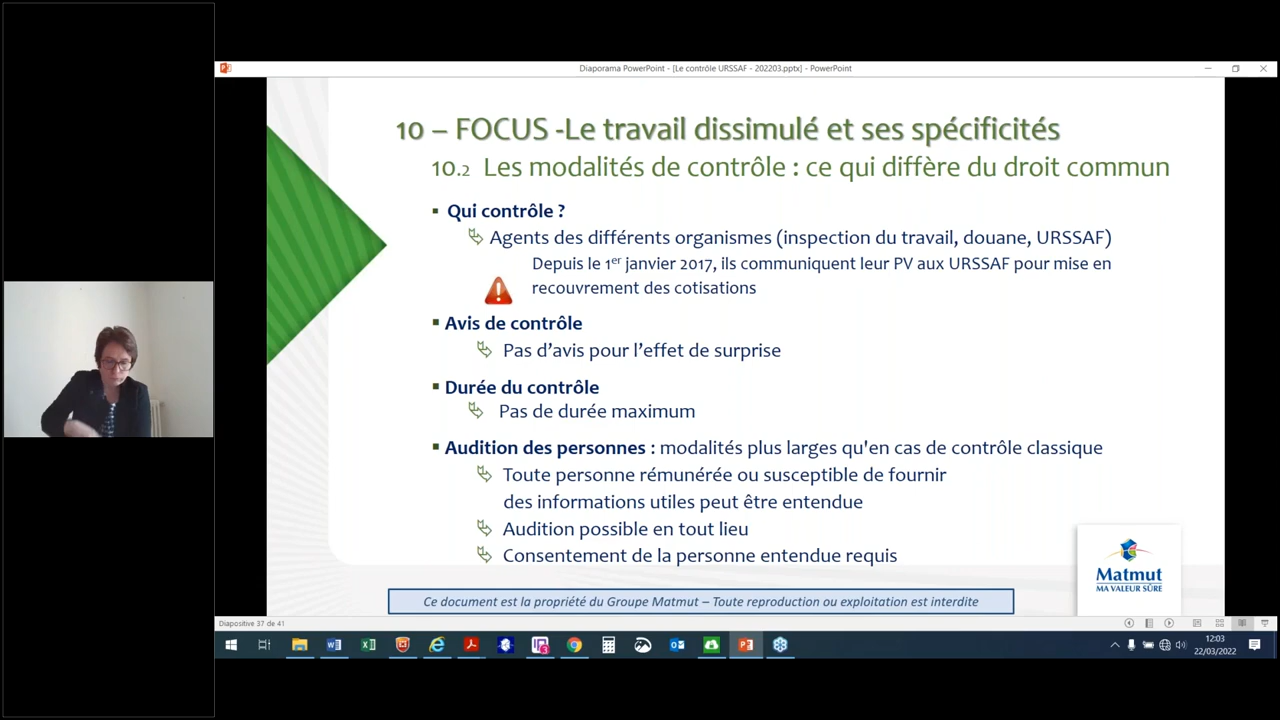 Diaporama PowerPoint - [Le contrôle URSSAF - 202203.pptx] - PowerPoint
10 – FOCUS -Le travail dissimulé et ses spécificités
10.2 Les modalités de contrôle : ce qui diffère du droit commun
▪ Qui contrôle ?
Agents des différents organismes (inspection du travail, douane, URSSAF)
Depuis le 1er janvier 2017, ils communiquent leur PV aux URSSAF pour mise en
recouvrement des cotisations
▪ Avis de contrôle
Pas d’avis pour l’effet de surprise
▪ Durée du contrôle
Pas de durée maximum
▪ Audition des personnes : modalités plus larges qu'en cas de contrôle classique
Toute personne rémunérée ou susceptible de fournir
des informations utiles peut être entendue
Audition possible en tout lieu
Consentement de la personne entendue requis
Matmut
MA VALEUR SÛRE
Ce document est la propriété du Groupe Matmut – Toute reproduction ou exploitation est interdite
Diapositive 37 de 41
12:03
22/03/2022